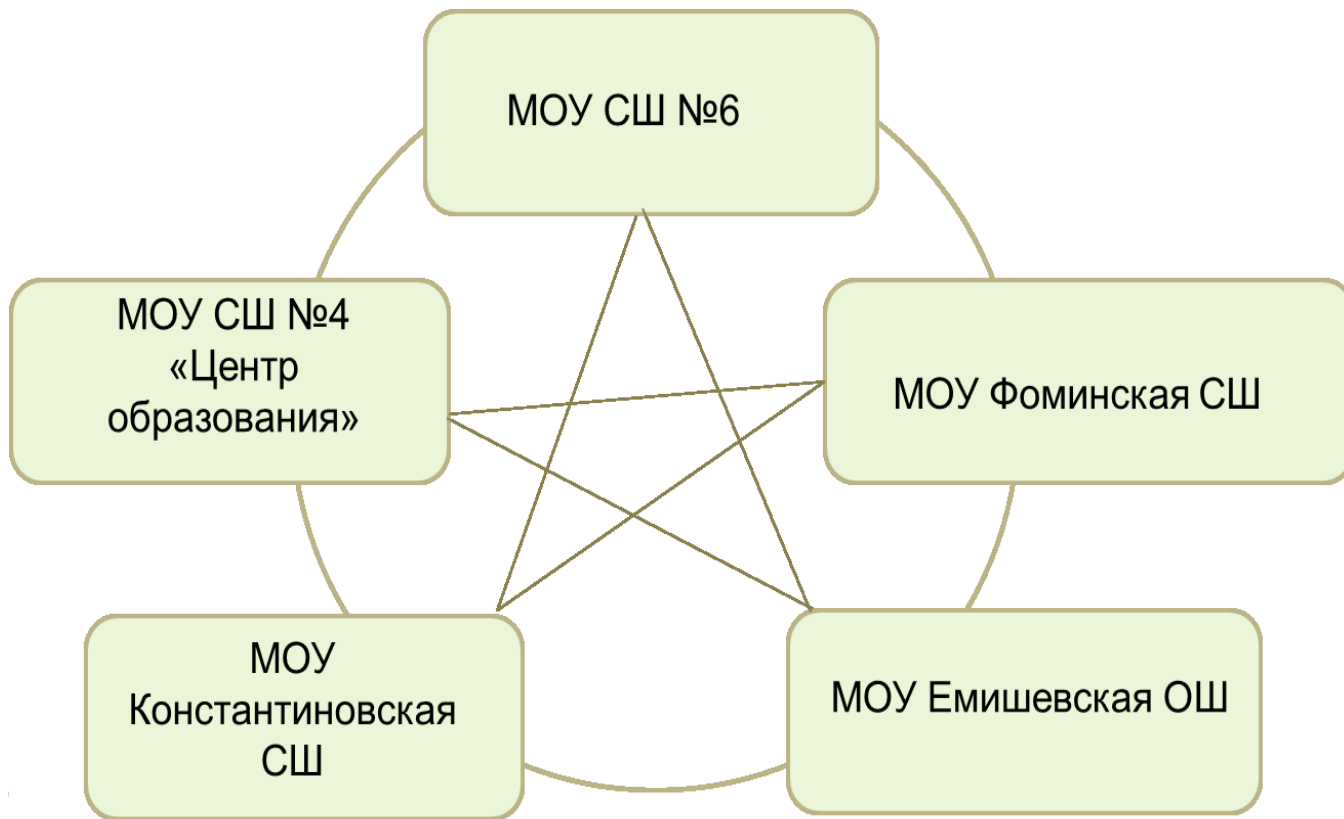 МОУ СШ №6
МОУ СШ №4
«Центр
образования»
МОУ Фоминская СШ
МОУ
Константиновская
СШ
МОУ Емишевская ОШ